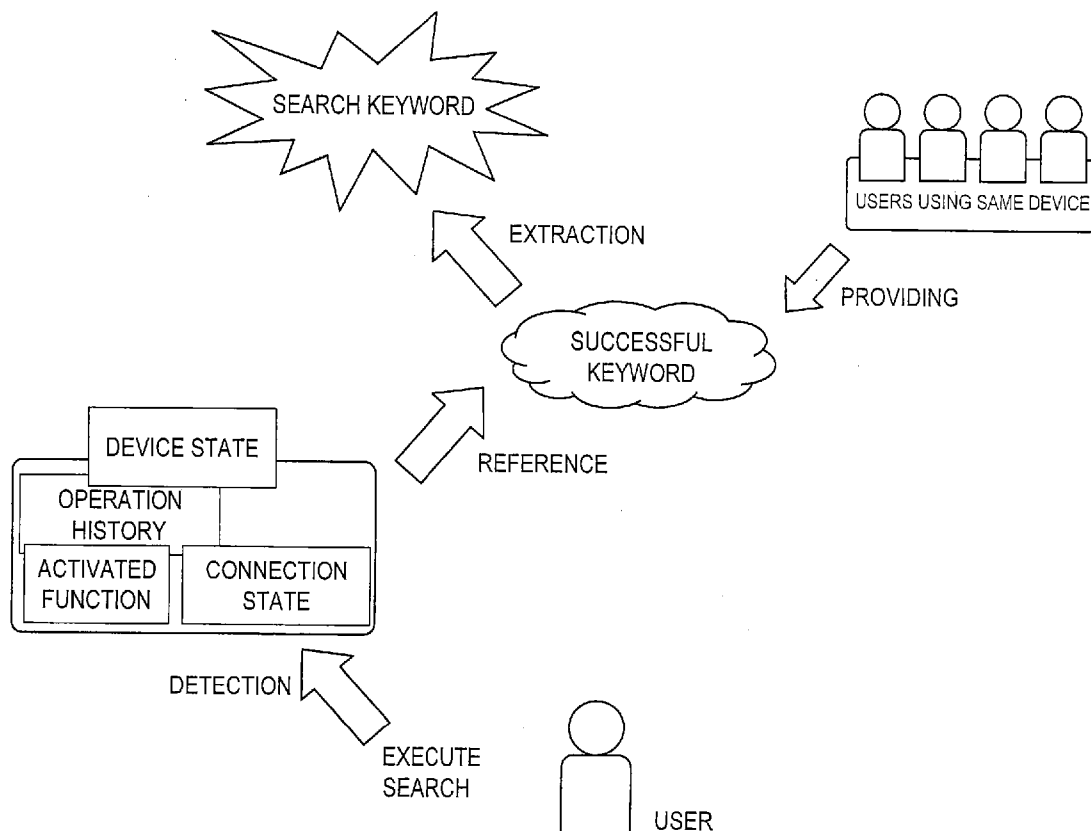 SEARCH KEYWORD
USERS USING SAME DEVICE
EXTRACTION
PROVIDING
SUCCESSFUL
KEYWORD
DEVICE STATE
REFERENCE
OPERATION
HISTORY
ACTIVATED
FUNCTION
CONNECTION
STATE
DETECTION
EXECUTE
SEARCH
USER